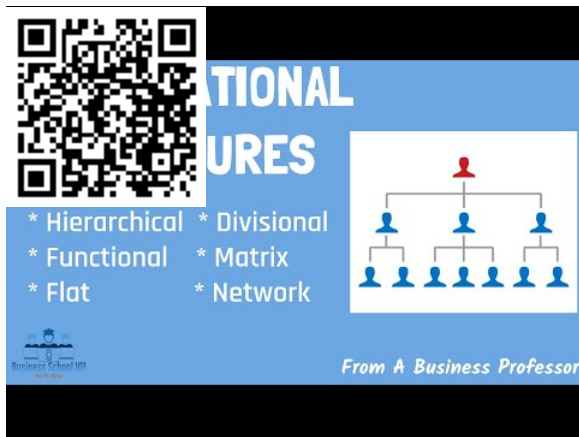 ATIONAL
URES
* Hierarchical * Divisional
* Functional * Matrix
* Flat * Network
Business School 101
From A Business Professor